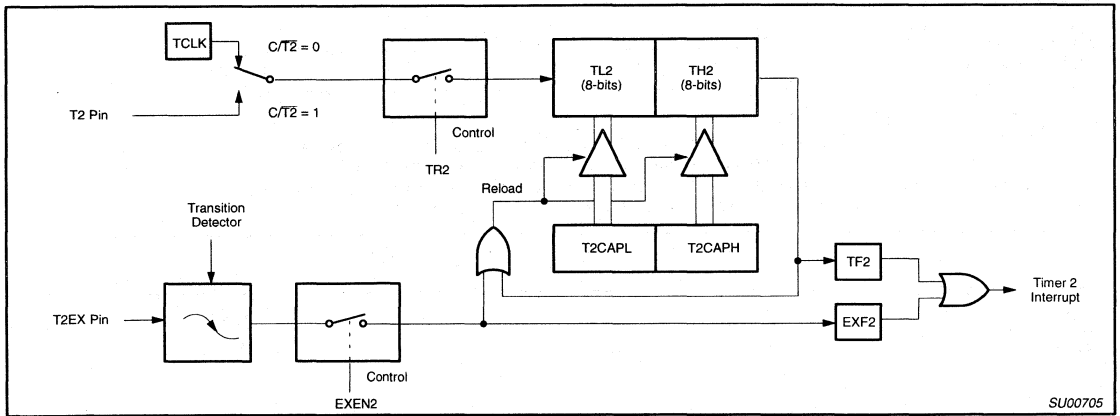 TCLK
C/T2̅ = 0
T2 Pin
C/T2̅ = 1
Control
TR2
TL2
(8-bits)
TH2
(8-bits)
Reload
T2CAPL
T2CAPH
Transition
Detector
T2EX Pin
Control
EXEN2
TF2
EXF2
Timer 2
Interrupt
SU00705